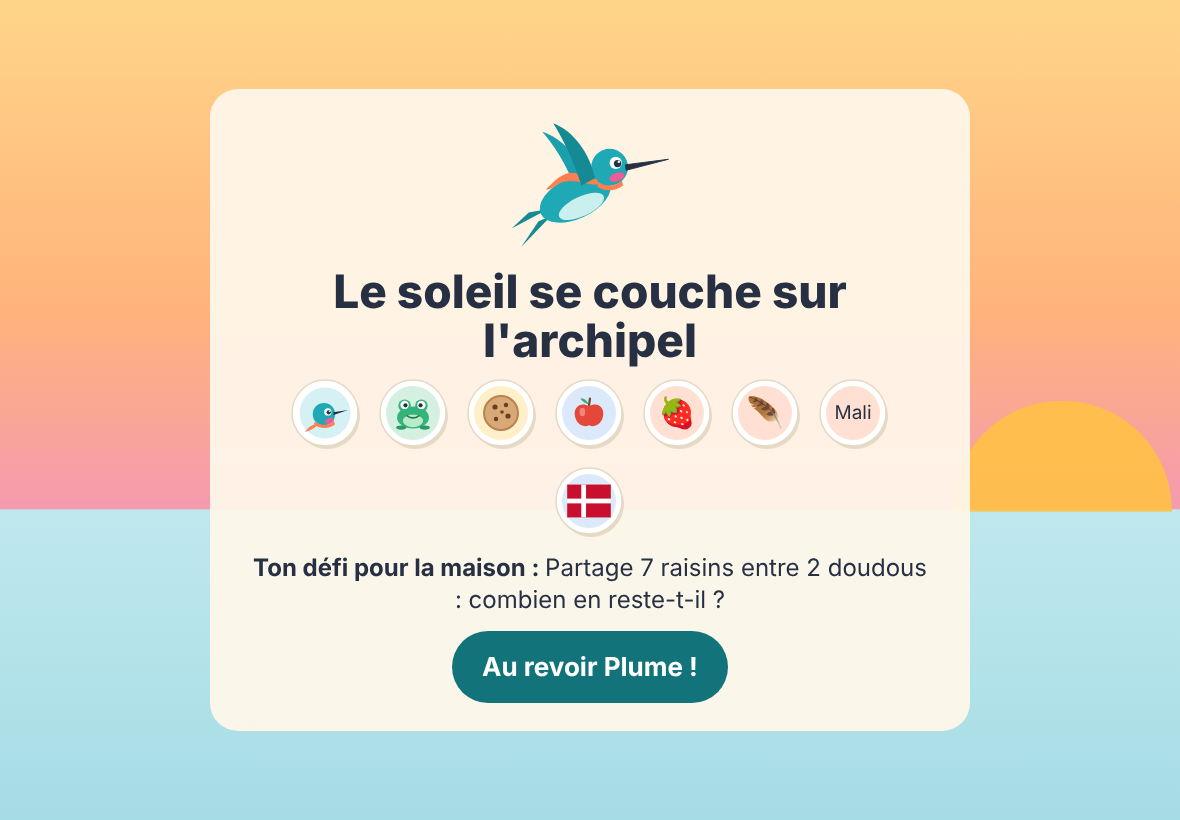 Le soleil se couche sur
l'archipel
Mali
Ton défi pour la maison : Partage 7 raisins entre 2 doudous
: combien en reste-t-il ?
Au revoir Plume !